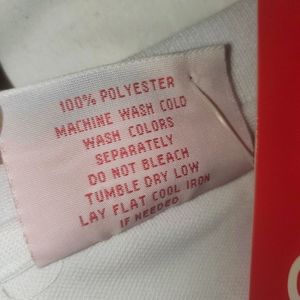 100% POLYESTER
MACHINE WASH COLD
WASH COLORS
SEPARATELY
DO NOT BLEACH
TUMBLE DRY LOW
LAY FLAT COOL IRON
IF NEEDED